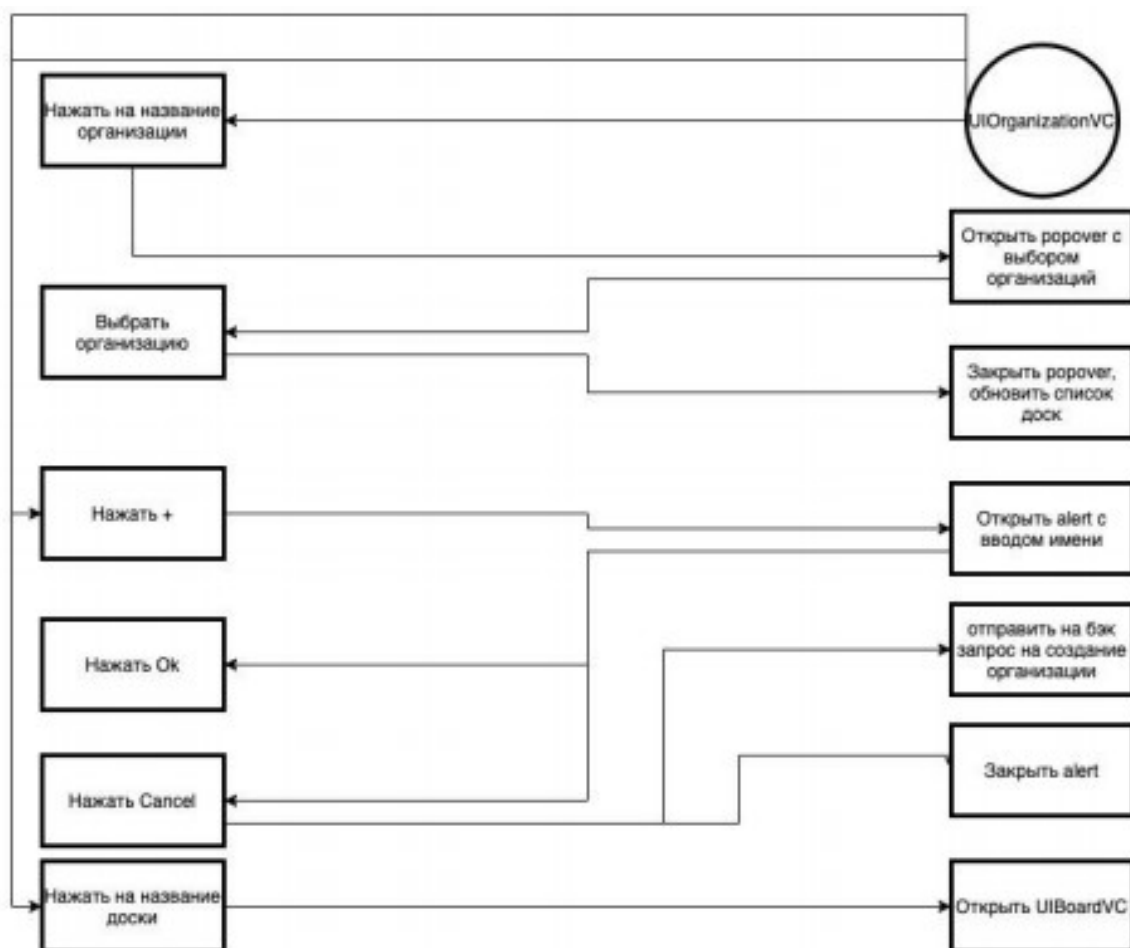 Нажать на название
организации
UIOrganizationVC
Открыть popover с
выбором
организаций
Выбрать
организацию
Закрыть popover,
обновить список
доск
Нажать +
Открыть alert с
вводом имени
Нажать Ok
отправить на бэк
запрос на создание
организации
Нажать Cancel
Закрыть alert
Нажать на название
доски
Открыть UIBoardVC